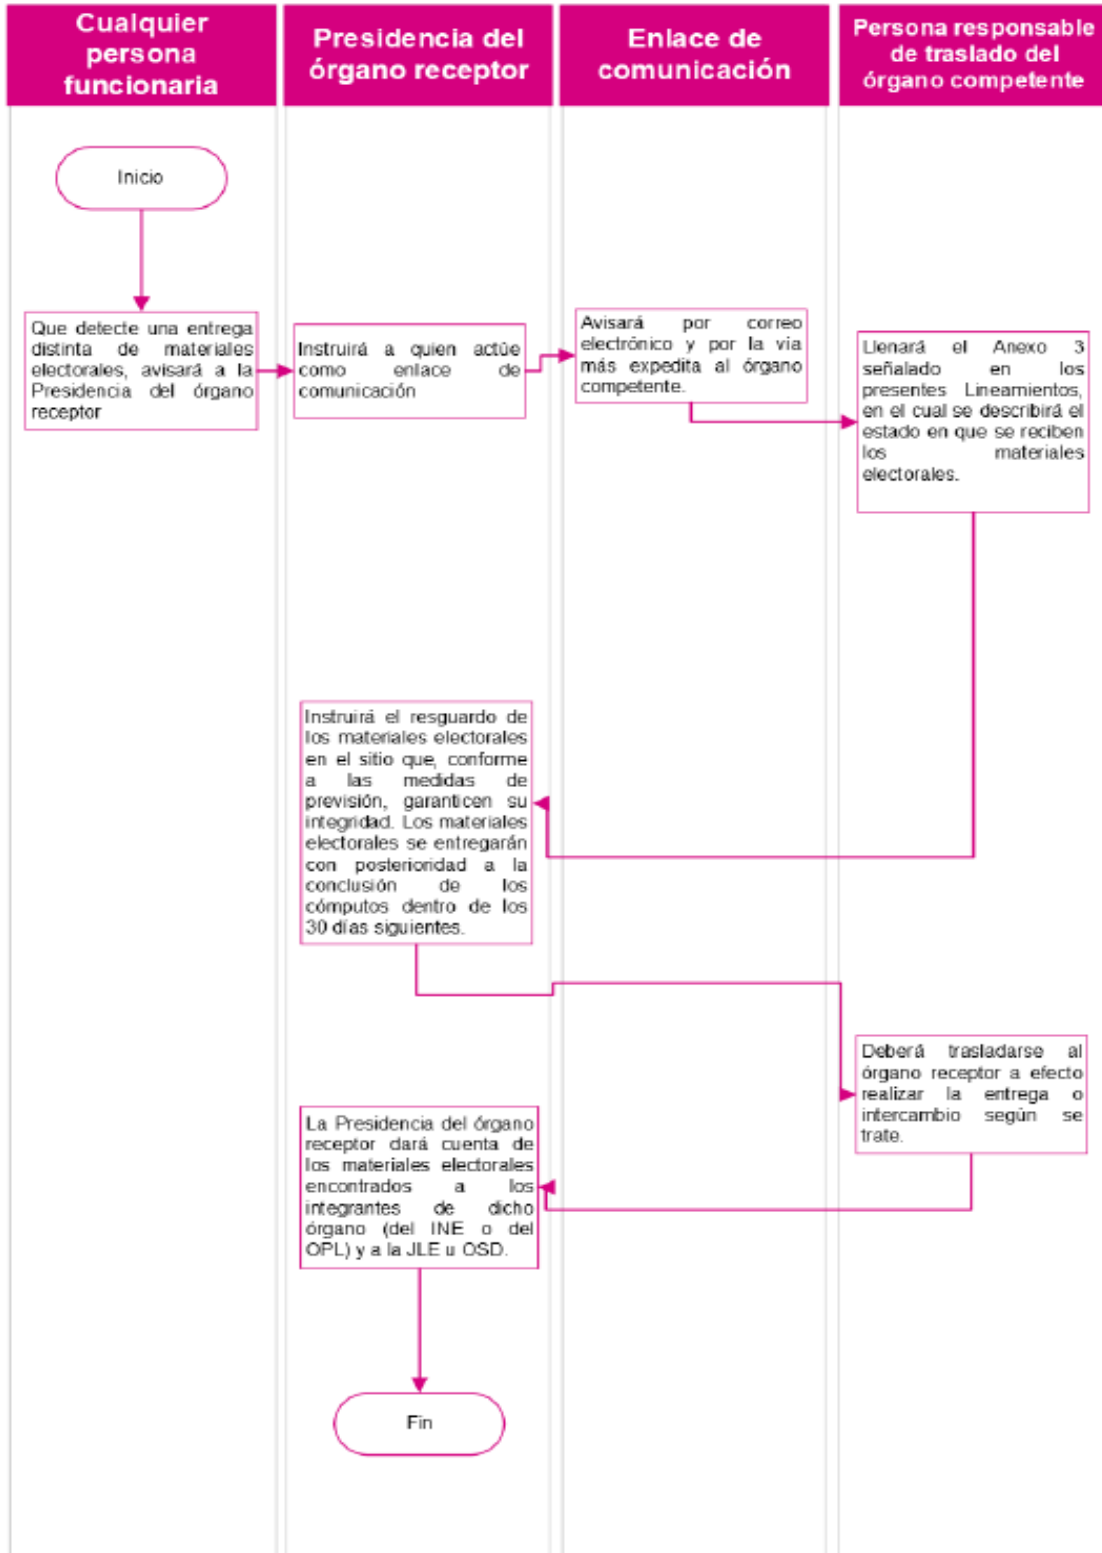 Cualquier
persona
funcionaria
Presidencia del
órgano receptor
Enlace de
comunicación
Persona responsable
de traslado del
órgano competente
Inicio
Que detecte una entrega
distinta de materiales
electorales, avisará a la
Presidencia del órgano
receptor
Instruirá a quien actúe
como enlace de
comunicación
Avisará por correo
electrónico y por la vía
más expedita al órgano
competente.
Llenará el Anexo 3
señalado en los
presentes Lineamientos,
en el cual se describirá el
estado en que se reciben
los materiales
electorales.
Instruirá el resguardo de
los materiales electorales
en el sitio que, conforme
a las medidas de
previsión, garanticen su
integridad. Los materiales
electorales se entregarán
con posterioridad a la
conclusión de los
cómputos dentro de los
30 días siguientes.
Deberá trasladarse al
órgano receptor a efecto
realizar la entrega o
intercambio según se
trate.
La Presidencia del órgano
receptor dará cuenta de
los materiales electorales
encontrados a los
integrantes de dicho
órgano (del INE o del
OPL) y a la JLE u OSD.
Fin